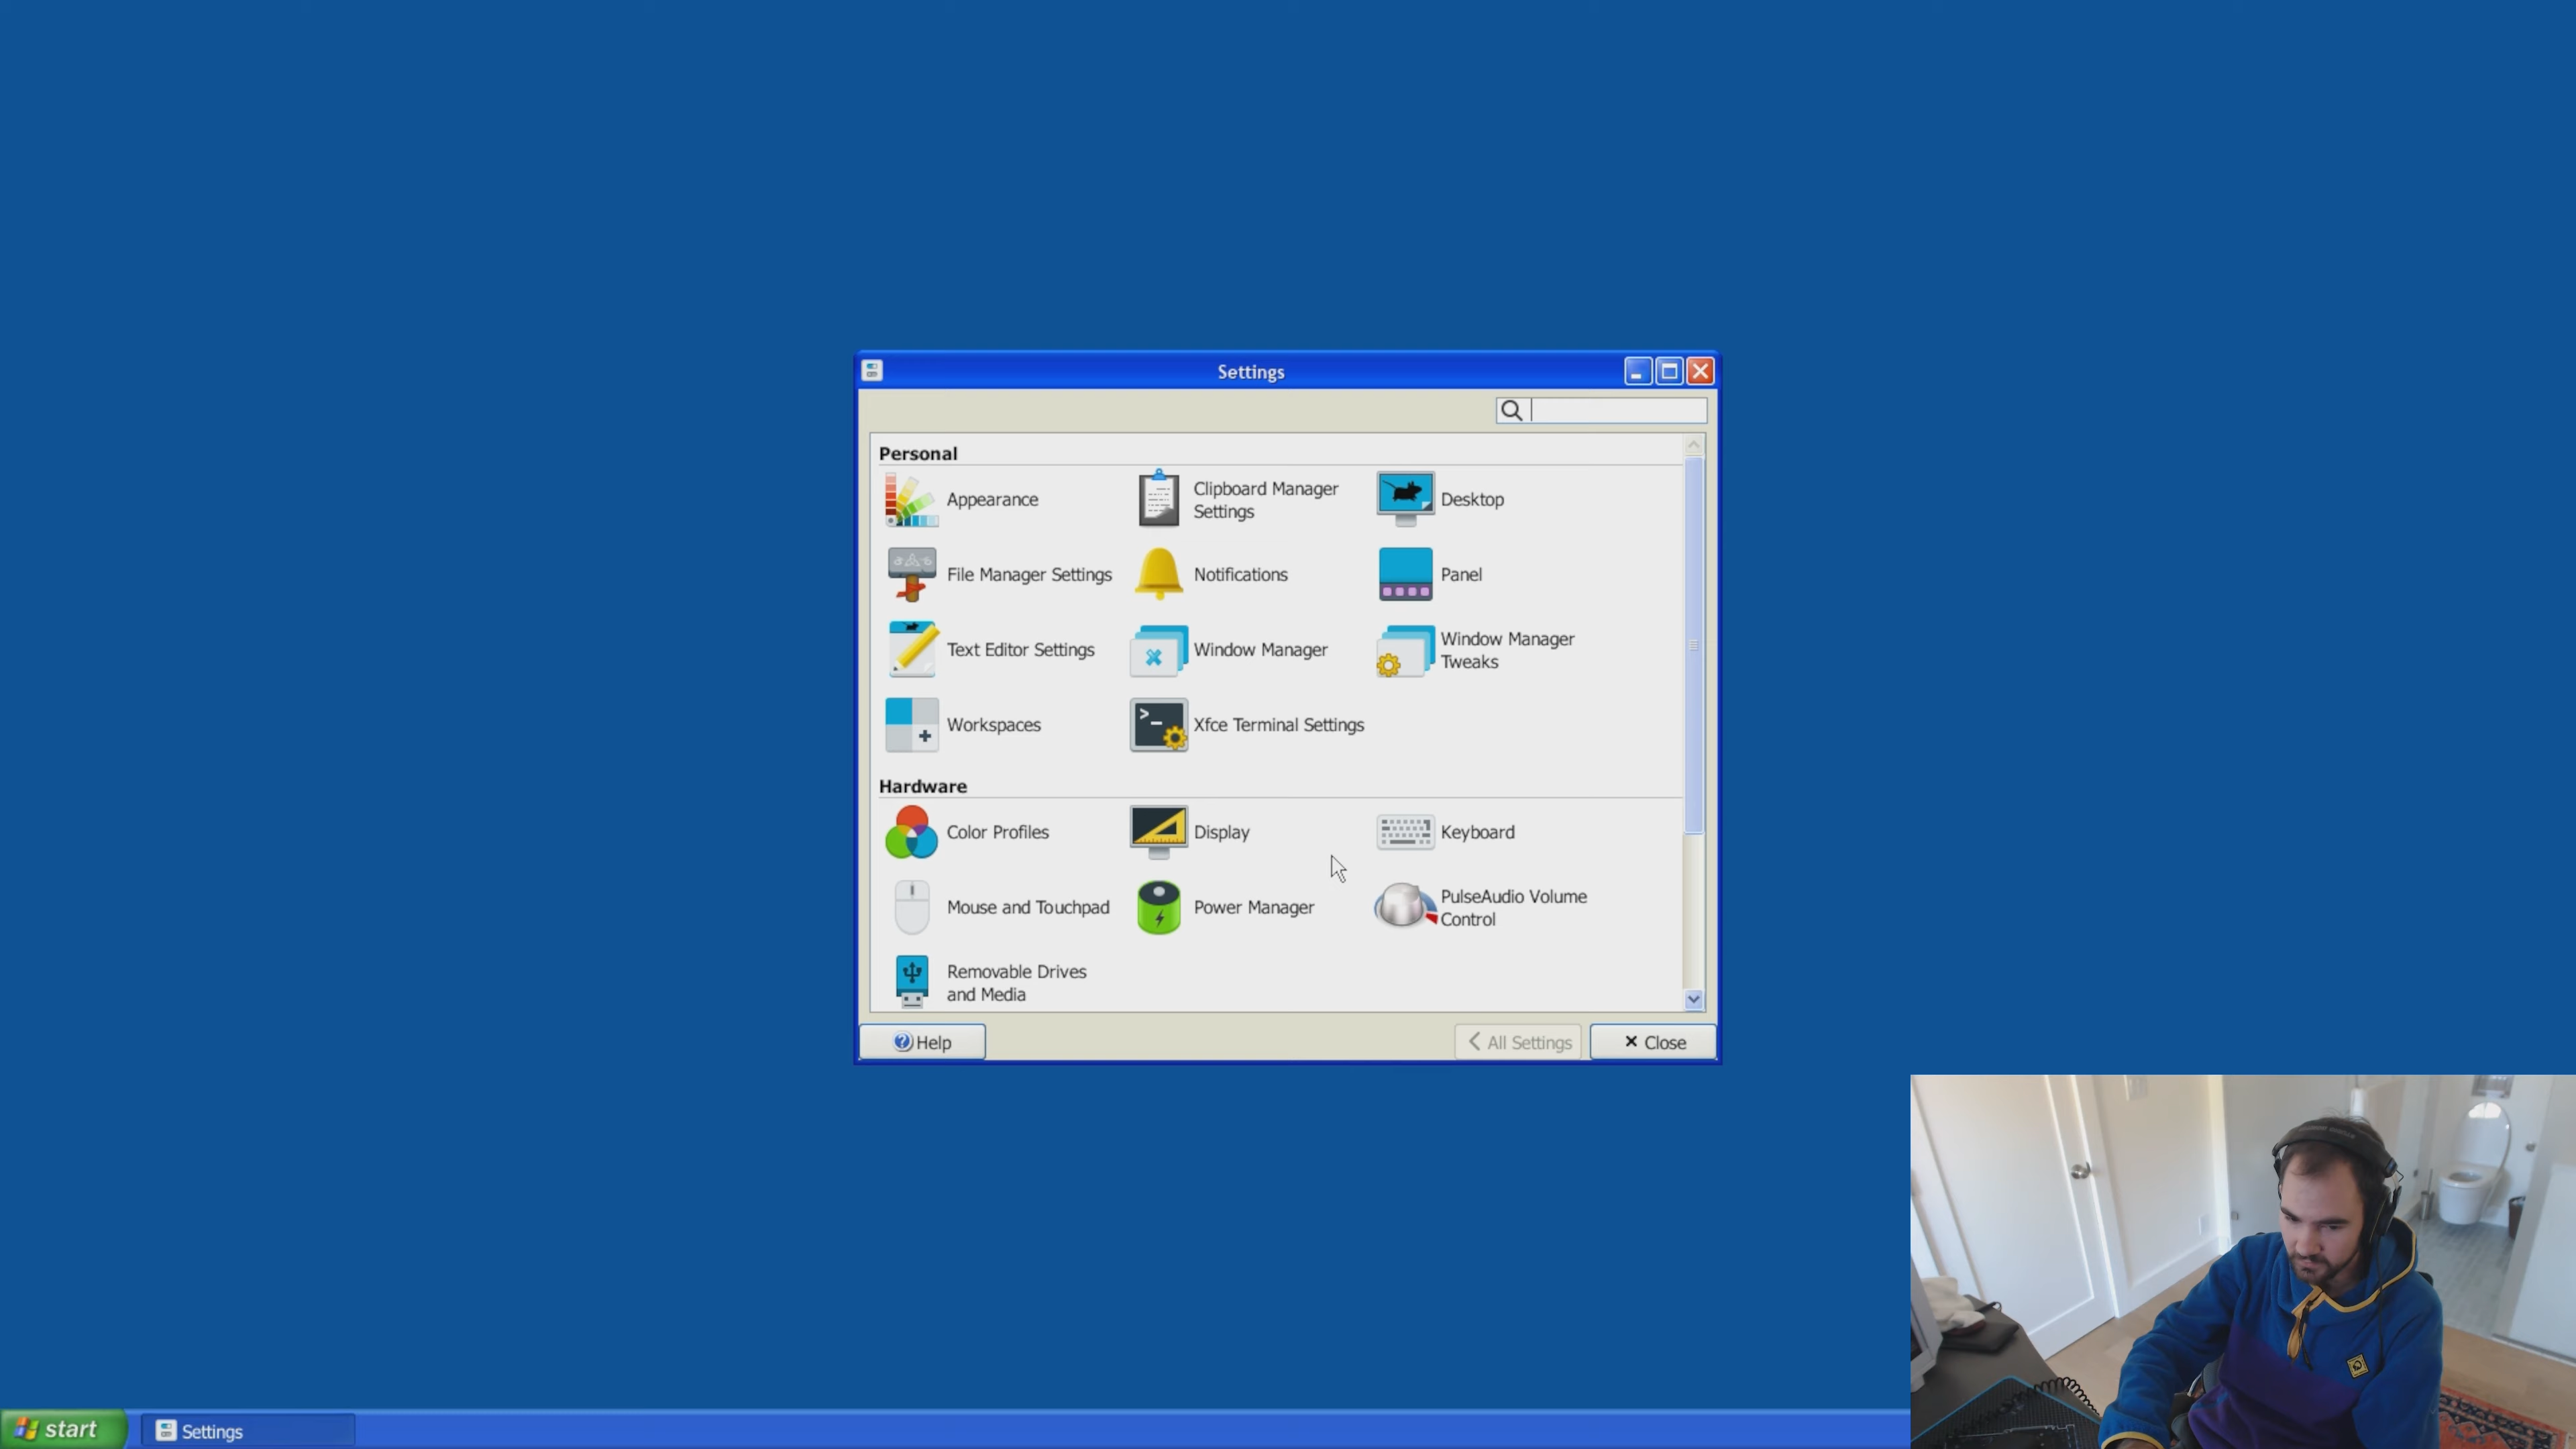 Settings
Personal
Appearance
Clipboard Manager
Settings
Desktop
File Manager Settings
Notifications
Panel
Text Editor Settings
Window Manager
Window Manager
Tweaks
Workspaces
Xfce Terminal Settings
Hardware
Color Profiles
Display
Keyboard
Mouse and Touchpad
Power Manager
PulseAudio Volume
Control
Removable Drives
and Media
Help
All Settings
Close
start
Settings